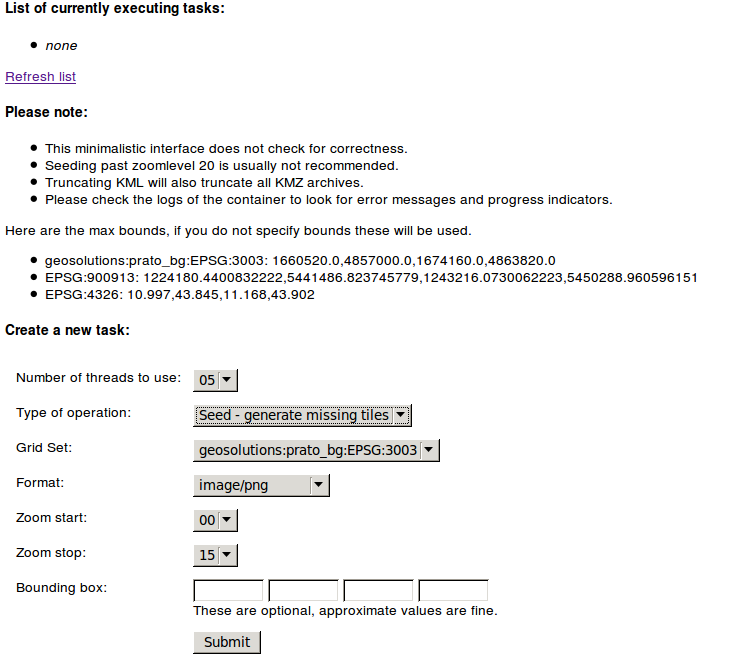 List of currently executing tasks:
none
Refresh list
Please note:
This minimalistic interface does not check for correctness.
Seeding past zoomlevel 20 is usually not recommended.
Truncating KML will also truncate all KMZ archives.
Please check the logs of the container to look for error messages and progress indicators.
Here are the max bounds, if you do not specify bounds these will be used.
geosolutions:prato_bg:EPSG:3003: 1660520.0,4857000.0,1674160.0,4863820.0
EPSG:900913: 1224180.4400832222,5441486.823745779,1243216.0730062223,5450288.960596151
EPSG:4326: 10.997,43.845,11.168,43.902
Create a new task:
Number of threads to use: 05
Type of operation: Seed - generate missing tiles
Grid Set: geosolutions:prato_bg:EPSG:3003
Format: image/png
Zoom start: 00
Zoom stop: 15
Bounding box:
These are optional, approximate values are fine.
Submit